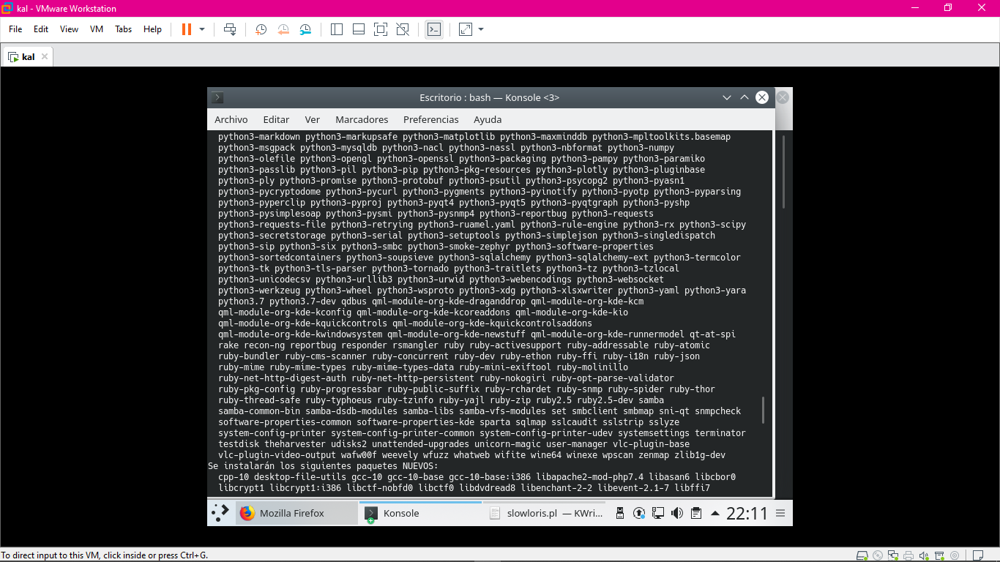 kal - VMware Workstation
File Edit View VM Tabs Help
kal
Escritorio : bash — Konsole <3>
Archivo Editar Ver Marcadores Preferencias Ayuda
python3-markdown python3-markupsafe python3-matplotlib python3-maxminddb python3-mpltoolkits.basemap
python3-msgpack python3-mysqldb python3-nacl python3-nassl python3-nbformat python3-numpy
python3-olefile python3-opengl python3-openssl python3-packaging python3-pampy python3-paramiko
python3-passlib python3-pil python3-pip python3-pkg-resources python3-plotly python3-pluginbase
python3-ply python3-promise python3-protobuf python3-psutil python3-psycopg2 python3-pyasn1
python3-pycryptodome python3-pycurl python3-pygments python3-pyinotify python3-pyotp python3-pyparsing
python3-pyperclip python3-pyproj python3-pyqt4 python3-pyqt5 python3-pyqtgraph python3-pyshp
python3-pysimplesoap python3-pysmi python3-pysnmp4 python3-reportbug python3-requests
python3-requests-file python3-retrying python3-ruamel.yaml python3-rule-engine python3-rx python3-scipy
python3-secretstorage python3-serial python3-setuptools python3-simplejson python3-singledispatch
python3-sip python3-six python3-smbc python3-smoke-zephyr python3-software-properties
python3-sortedcontainers python3-soupsieve python3-sqlalchemy python3-sqlalchemy-ext python3-termcolor
python3-tk python3-tls-parser python3-tornado python3-traitlets python3-tz python3-tzlocal
python3-unicodecsv python3-urllib3 python3-urwid python3-webencodings python3-websocket
python3-werkzeug python3-wheel python3-wsproto python3-xdg python3-xlsxwriter python3-yaml python3-yara
python3.7 python3.7-dev qdbus qml-module-org-kde-draganddrop qml-module-org-kde-kcm
qml-module-org-kde-kconfig qml-module-org-kde-kcoreaddons qml-module-org-kde-kio
qml-module-org-kde-kquickcontrols qml-module-org-kde-kquickcontrolsaddons
qml-module-org-kde-kwindowsystem qml-module-org-kde-newstuff qml-module-org-kde-runnermodel qt-at-spi
rake recon-ng reportbug responder rsmangler ruby ruby-activesupport ruby-addressable ruby-atomic
ruby-bundler ruby-cms-scanner ruby-concurrent ruby-dev ruby-ethon ruby-ffi ruby-i18n ruby-json
ruby-mime ruby-mime-types ruby-mime-types-data ruby-mini-exiftool ruby-molinillo
ruby-net-http-digest-auth ruby-net-http-persistent ruby-nokogiri ruby-opt-parse-validator
ruby-pkg-config ruby-progressbar ruby-public-suffix ruby-rchardet ruby-snmp ruby-spider ruby-thor
ruby-thread-safe ruby-typhoeus ruby-tzinfo ruby-yajl ruby-zip ruby2.5 ruby2.5-dev samba
samba-common-bin samba-dsdb-modules samba-libs samba-vfs-modules set smbclient smbmap sni-qt snmpcheck
software-properties-common software-properties-kde sparta sqlmap sslcaudit sslstrip sslyze
system-config-printer system-config-printer-common system-config-printer-udev systemsettings terminator
testdisk theharvester udisks2 unattended-upgrades unicorn-magic user-manager vlc-plugin-base
vlc-plugin-video-output wafw00f weevely wfuzz whatweb wifite wine64 winexe wpscan zenmap zlib1g-dev
Se instalarán los siguientes paquetes NUEVOS:
cpp-10 desktop-file-utils gcc-10 gcc-10-base gcc-10-base:i386 libapache2-mod-php7.4 libasan6 libcbor0
libcrypt1 libcrypt1:i386 libctf-nobfd0 libctf0 libdvdread8 libenchant-2-2 libevent-2.1-7 libffi7
Mozilla Firefox Konsole slowloris.pl — KWri... 22:11
To direct input to this VM, click inside or press Ctrl+G.